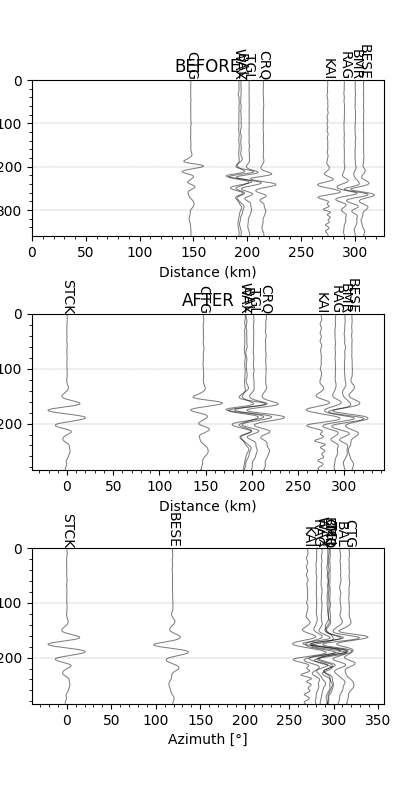 BEFORE
CTG
TGL
CRQ
KAI
RAG
BMR
BESE
0
100
200
300
0 50 100 150 200 250 300
Distance (km)
AFTER
STCK
CTG
TGL
CRQ
KAI
RAG
BMR
BESE
0
100
200
0 50 100 150 200 250 300
Distance (km)
STCK
BESE
KAI
BAL
CTG
0
100
200
0 50 100 150 200 250 300 350
Azimuth [°]